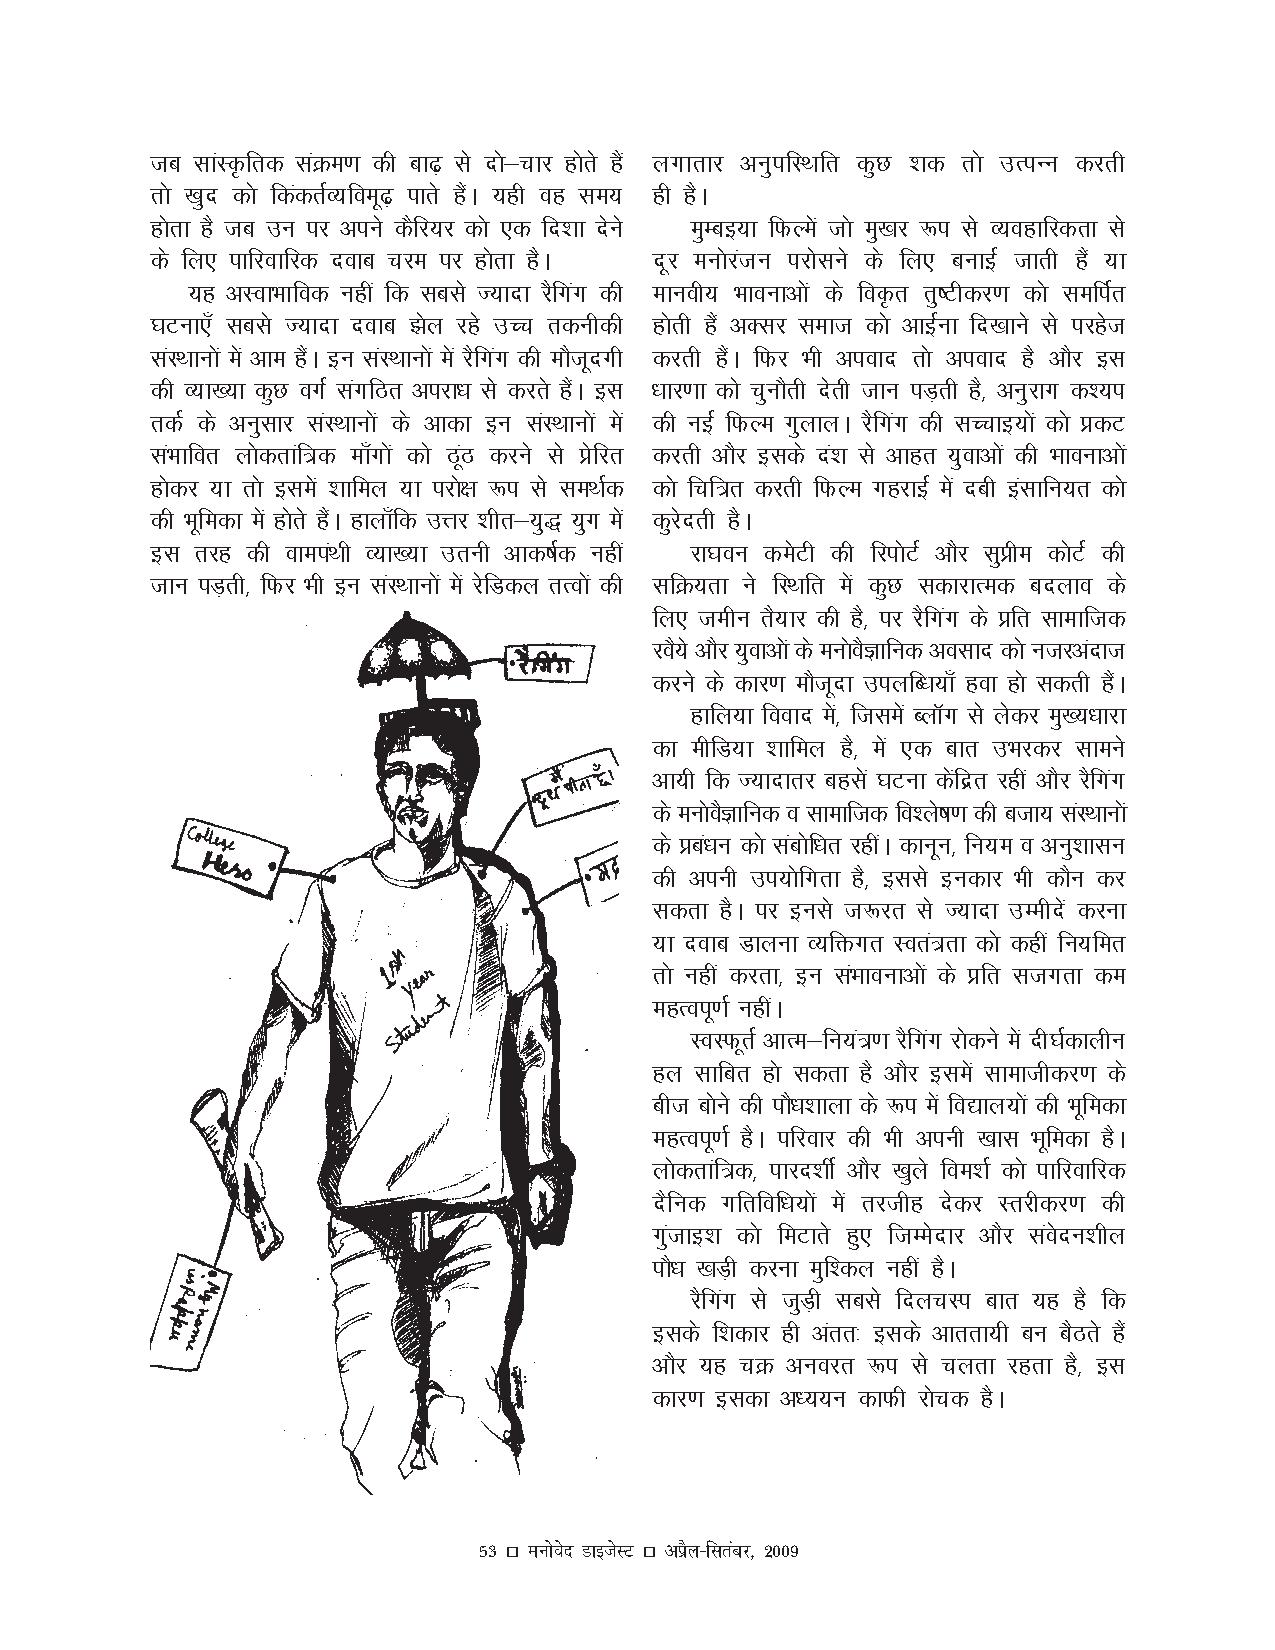 जब सांस्कृतिक संक्रमण की बाढ़ से दो–चार होते हैं
तो खुद को किंकर्तव्यविमूढ़ पाते हैं। यही वह समय
होता है जब उन पर अपने कैरियर को एक दिशा देने
के लिए पारिवारिक दवाब चरम पर होता है।
यह अस्वाभाविक नहीं कि सबसे ज्यादा रैगिंग की
घटनाएँ सबसे ज्यादा दवाब झेल रहे उच्च तकनीकी
संस्थानों में आम हैं। इन संस्थानों में रैगिंग की मौजूदगी
की व्याख्या कुछ वर्ग संगठित अपराध से करते हैं। इस
तर्क के अनुसार संस्थानों के आका इन संस्थानों में
संभावित लोकतांत्रिक माँगों को ठूंठ करने से प्रेरित
होकर या तो इसमें शामिल या परोक्ष रूप से समर्थक
की भूमिका में होते हैं। हालाँकि उत्तर शीत–युद्ध युग में
इस तरह की वामपंथी व्याख्या उतनी आकर्षक नहीं
जान पड़ती, फिर भी इन संस्थानों में रेडिकल तत्वों की
रैगिंग
मैं
दूध पीता हूँ।
College
Hero
1st
year
student
My name
is Pappu
लगातार अनुपस्थिति कुछ शक तो उत्पन्न करती
ही है।
मुम्बइया फिल्में जो मुखर रूप से व्यवहारिकता से
दूर मनोरंजन परोसने के लिए बनाई जाती हैं या
मानवीय भावनाओं के विकृत तुष्टीकरण को समर्पित
होती हैं अक्सर समाज को आईना दिखाने से परहेज
करती हैं। फिर भी अपवाद तो अपवाद है और इस
धारणा को चुनौती देती जान पड़ती है, अनुराग कश्यप
की नई फिल्म गुलाल। रैगिंग की सच्चाइयों को प्रकट
करती और इसके दंश से आहत युवाओं की भावनाओं
को चित्रित करती फिल्म गहराई में दबी इंसानियत को
कुरेदती है।
राघवन कमेटी की रिपोर्ट और सुप्रीम कोर्ट की
सक्रियता ने स्थिति में कुछ सकारात्मक बदलाव के
लिए जमीन तैयार की है, पर रैगिंग के प्रति सामाजिक
रवैये और युवाओं के मनोवैज्ञानिक अवसाद को नजरअंदाज
करने के कारण मौजूदा उपलब्धियाँ हवा हो सकती हैं।
हालिया विवाद में, जिसमें ब्लॉग से लेकर मुख्यधारा
का मीडिया शामिल है, में एक बात उभरकर सामने
आयी कि ज्यादातर बहसें घटना केंद्रित रहीं और रैगिंग
के मनोवैज्ञानिक व सामाजिक विश्लेषण की बजाय संस्थानों
के प्रबंधन को संबोधित रहीं। कानून, नियम व अनुशासन
की अपनी उपयोगिता है, इससे इनकार भी कौन कर
सकता है। पर इनसे जरूरत से ज्यादा उम्मीदें करना
या दवाब डालना व्यक्तिगत स्वतंत्रता को कहीं नियमित
तो नहीं करता, इन संभावनाओं के प्रति सजगता कम
महत्वपूर्ण नहीं।
स्वस्फूर्त आत्म–नियंत्रण रैगिंग रोकने में दीर्घकालीन
हल साबित हो सकता है और इसमें सामाजीकरण के
बीज बोने की पौधशाला के रूप में विद्यालयों की भूमिका
महत्वपूर्ण है। परिवार की भी अपनी खास भूमिका है।
लोकतांत्रिक, पारदर्शी और खुले विमर्श को पारिवारिक
दैनिक गतिविधियों में तरजीह देकर स्तरीकरण की
गुंजाइश को मिटाते हुए जिम्मेदार और संवेदनशील
पौध खड़ी करना मुश्किल नहीं है।
रैगिंग से जुड़ी सबसे दिलचस्प बात यह है कि
इसके शिकार ही अंततः इसके आततायी बन बैठते हैं
और यह चक्र अनवरत रूप से चलता रहता है, इस
कारण इसका अध्ययन काफी रोचक है।
53 □ मनोवेद डाइजेस्ट □ अप्रैल-सितंबर, 2009